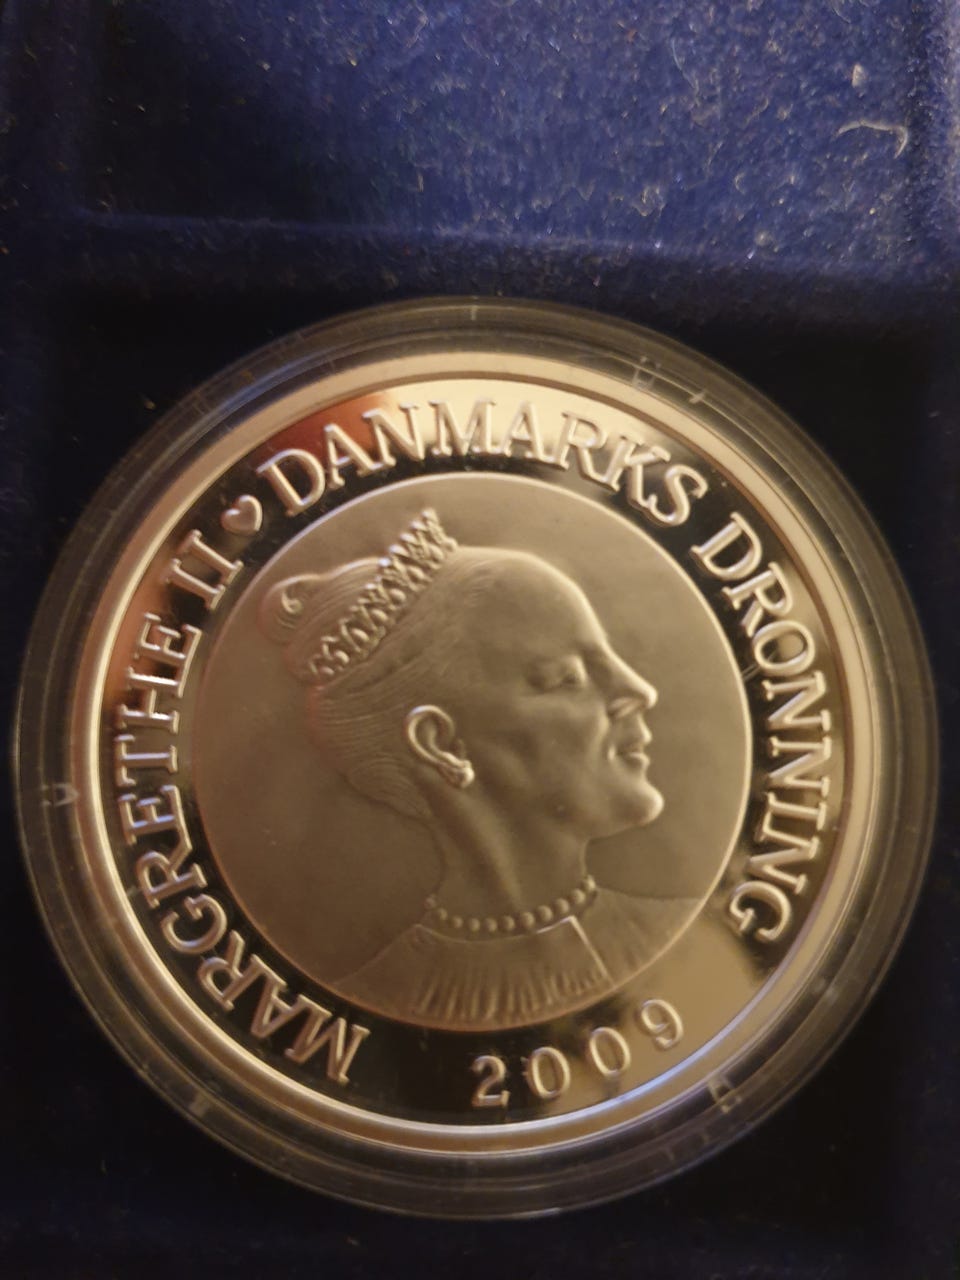 MARGRETHE II ♥ DANMARKS DRONNING
2009